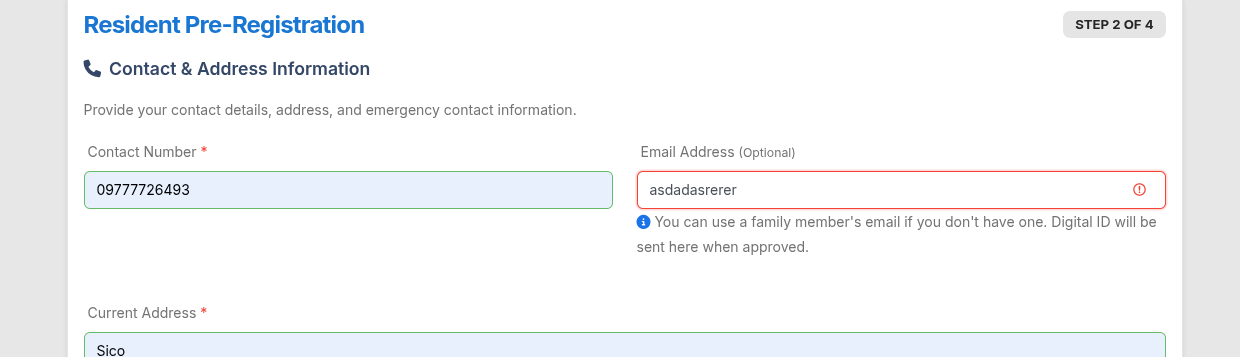 Resident Pre-Registration
STEP 2 OF 4
Contact & Address Information
Provide your contact details, address, and emergency contact information.
Contact Number *
Email Address (Optional)
09777726493
asdadasrerer
You can use a family member's email if you don't have one. Digital ID will be
sent here when approved.
Current Address *
Sico